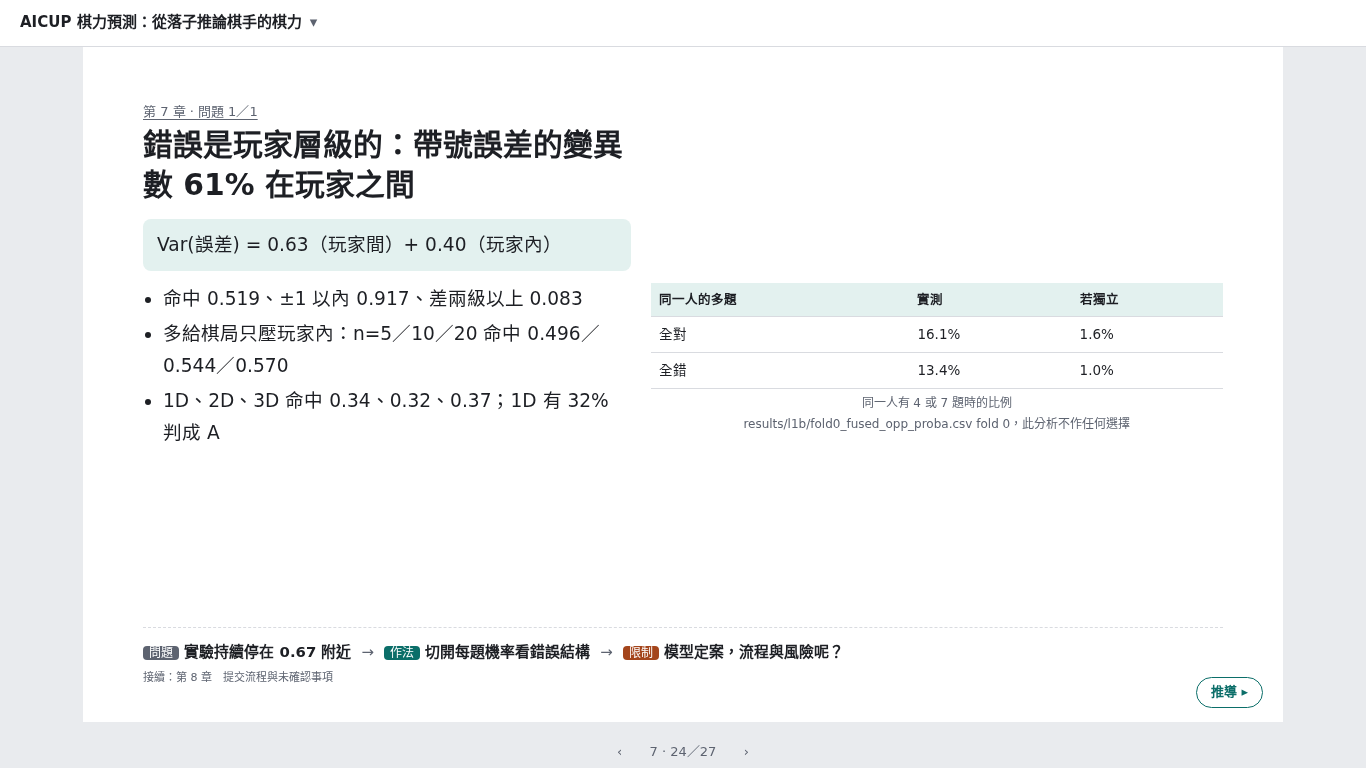 AICUP 棋力預測：從落子推論棋手的棋力 ▾
第 7 章 · 問題 1／1
錯誤是玩家層級的：帶號誤差的變異
數 61% 在玩家之間
Var(誤差) = 0.63（玩家間）+ 0.40（玩家內）
• 命中 0.519、±1 以內 0.917、差兩級以上 0.083
• 多給棋局只壓玩家內：n=5／10／20 命中 0.496／
0.544／0.570
• 1D、2D、3D 命中 0.34、0.32、0.37；1D 有 32%
判成 A
同一人的多題 實測 若獨立
全對 16.1% 1.6%
全錯 13.4% 1.0%
同一人有 4 或 7 題時的比例
results/l1b/fold0_fused_opp_proba.csv fold 0，此分析不作任何選擇
問題 實驗持續停在 0.67 附近 → 作法 切開每題機率看錯誤結構 → 限制 模型定案，流程與風險呢？
接續：第 8 章　提交流程與未確認事項
推導 ▸
‹ 7 · 24／27 ›